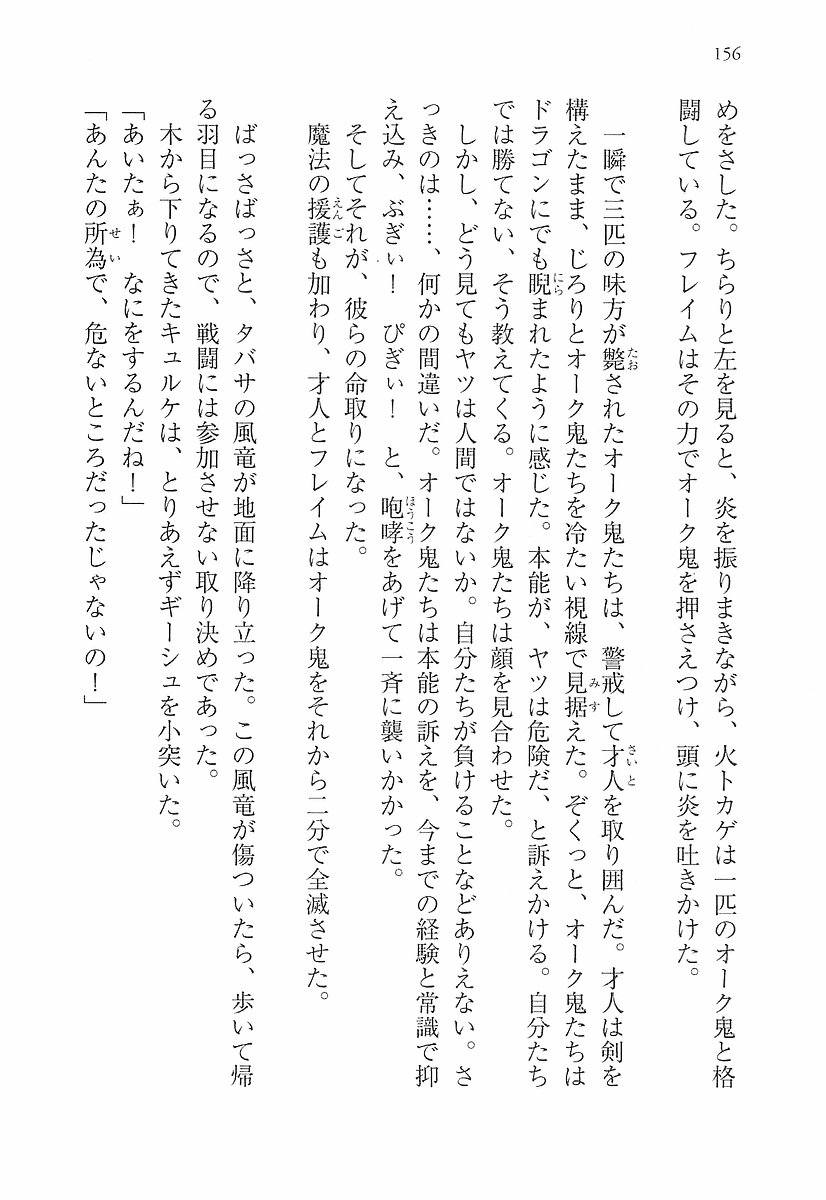 156
めをさした。ちらりと左を見ると、炎を振りまきながら、火トカゲは一匹のオーク鬼と格
闘している。フレイムはその力でオーク鬼を押さえつけ、頭に炎を吐きかけた。
一瞬で三匹の味方が斃されたオーク鬼たちは、警戒して才人を取り囲んだ。才人は剣を
構えたまま、じろりとオーク鬼たちを冷たい視線で見据えた。ぞくっと、オーク鬼たちは
ドラゴンにでも睨まれたように感じた。本能が、ヤツは危険だ、と訴えかける。自分たち
では勝てない、そう教えてくる。オーク鬼たちは顔を見合わせた。
しかし、どう見てもヤツは人間ではないか。自分たちが負けることなどありえない。さ
っきのは……、何かの間違いだ。オーク鬼たちは本能の訴えを、今までの経験と常識で抑
え込み、ぶぎぃ！　ぴぎぃ！　と、咆哮をあげて一斉に襲いかかった。
そしてそれが、彼らの命取りになった。
魔法の援護も加わり、才人とフレイムはオーク鬼をそれから二分で全滅させた。
ばっさばっさと、タバサの風竜が地面に降り立った。この風竜が傷ついたら、歩いて帰
る羽目になるので、戦闘には参加させない取り決めであった。
木から下りてきたキュルケは、とりあえずギーシュを小突いた。
「あいたぁ！　なにをするんだね！」
「あんたの所為で、危ないところだったじゃないの！」